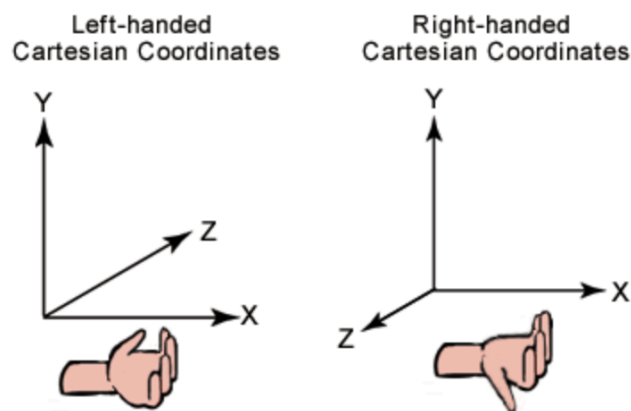 Left-handed
Cartesian Coordinates
Y
Z
X
Right-handed
Cartesian Coordinates
Y
X
Z